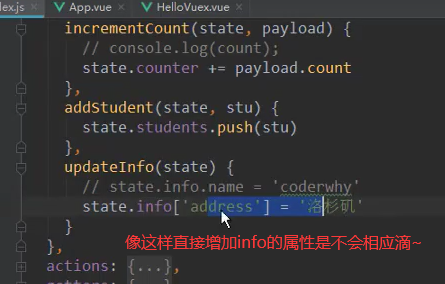 dex.js × App.vue × HelloVuex.vue ×
incrementCount(state, payload) {
// console.log(count);
state.counter += payload.count
},
addStudent(state, stu) {
state.students.push(stu)
},
updateInfo(state) {
// state.info.name = 'coderwhy'
state.info['address'] = '洛杉矶'
}
像这样直接增加info的属性是不会相应滴~
},
actions: {...},